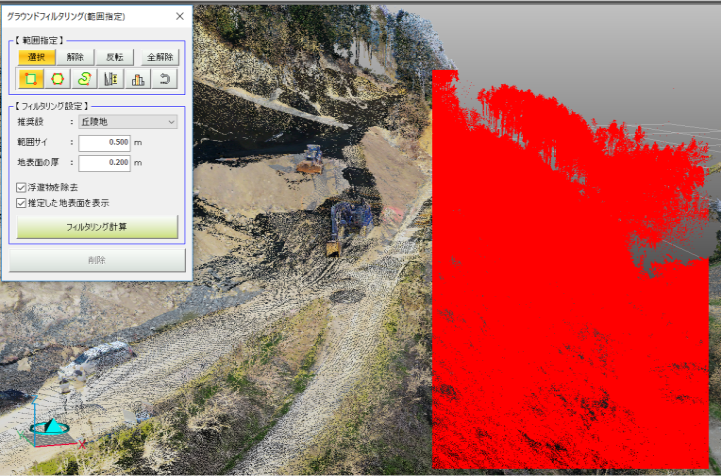 グラウンドフィルタリング(範囲指定)
【 範囲指定 】
選択 解除 反転 全解除
【 フィルタリング設定 】
推奨設 : 丘陵地
範囲サイ : 0.500 m
地表面の厚 : 0.200 m
浮遊物を除去
推定した地表面を表示
フィルタリング計算
削除
X